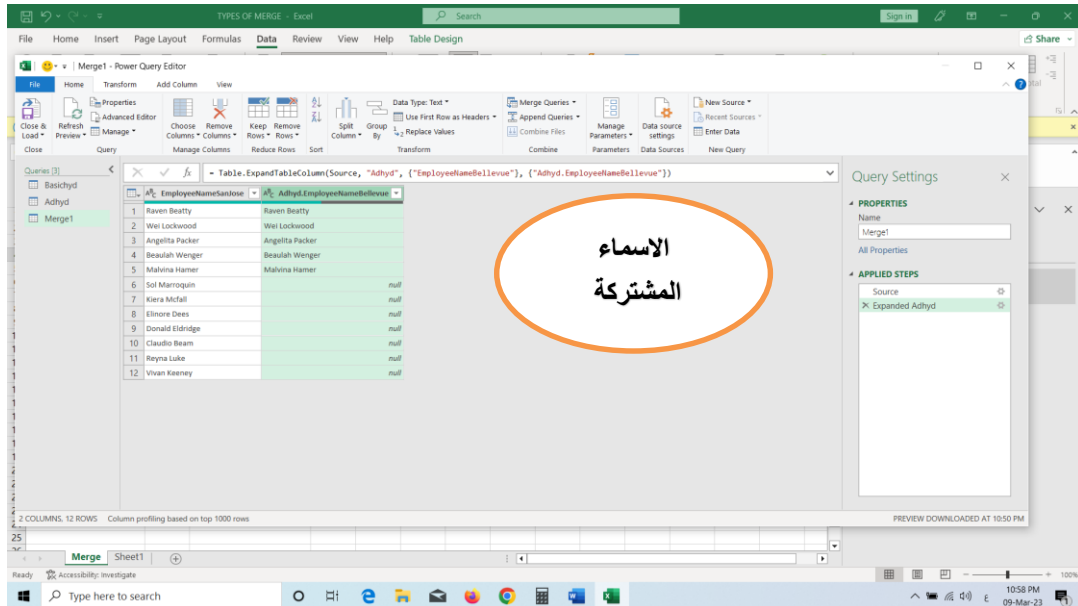 TYPES OF MERGE - Excel
Search
Sign in
File Home Insert Page Layout Formulas Data Review View Help Table Design
Share
Merge1 - Power Query Editor
File Home Transform Add Column View
Close & Load
Refresh Preview
Properties
Advanced Editor
Manage
Choose Columns
Remove Columns
Keep Rows
Remove Rows
Split Column
Group By
Data Type: Text
Use First Row as Headers
Replace Values
Merge Queries
Append Queries
Combine Files
Manage Parameters
Data source settings
New Source
Recent Sources
Enter Data
Close Query Manage Columns Reduce Rows Sort Transform Combine Parameters Data Sources New Query
Queries [3]
Basichyd
Adhyd
Merge1
= Table.ExpandTableColumn(Source, "Adhyd", {"EmployeeNameBellevue"}, {"Adhyd.EmployeeNameBellevue"})
EmployeeNameSanJose Adhyd.EmployeeNameBellevue
1 Raven Beatty Raven Beatty
2 Wei Lockwood Wei Lockwood
3 Angelita Packer Angelita Packer
4 Beaulah Wenger Beaulah Wenger
5 Malvina Hamer Malvina Hamer
6 Sol Marroquin null
7 Kiera Mcfall null
8 Elinore Dees null
9 Donald Eldridge null
10 Claudio Beam null
11 Reyna Luke null
12 Vivan Keeney null
الاسماء
المشتركة
Query Settings
PROPERTIES
Name
Merge1
All Properties
APPLIED STEPS
Source
Expanded Adhyd
2 COLUMNS, 12 ROWS Column profiling based on top 1000 rows
PREVIEW DOWNLOADED AT 10:50 PM
25
Merge Sheet1
Ready Accessibility: Investigate
100%
Type here to search
ع
10:58 PM
09-Mar-23